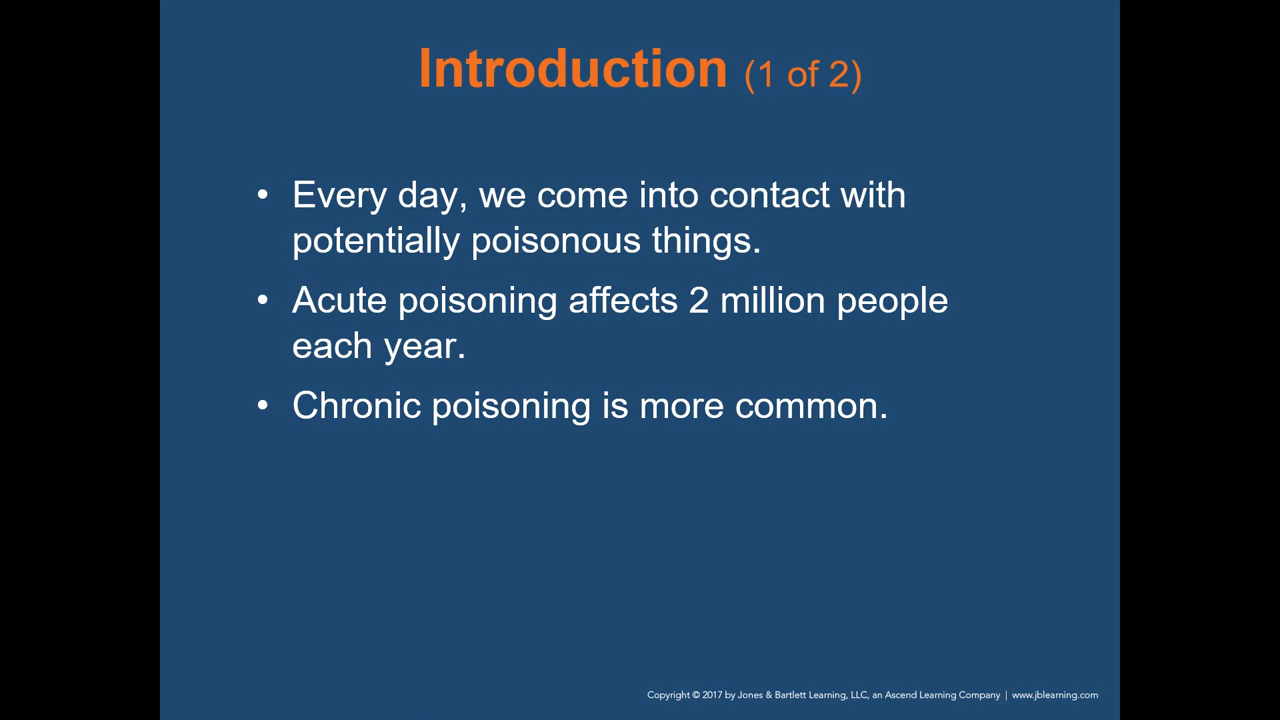 Introduction (1 of 2)
• Every day, we come into contact with
potentially poisonous things.
• Acute poisoning affects 2 million people
each year.
• Chronic poisoning is more common.
Copyright © 2017 by Jones & Bartlett Learning, LLC, an Ascend Learning Company | www.jblearning.com